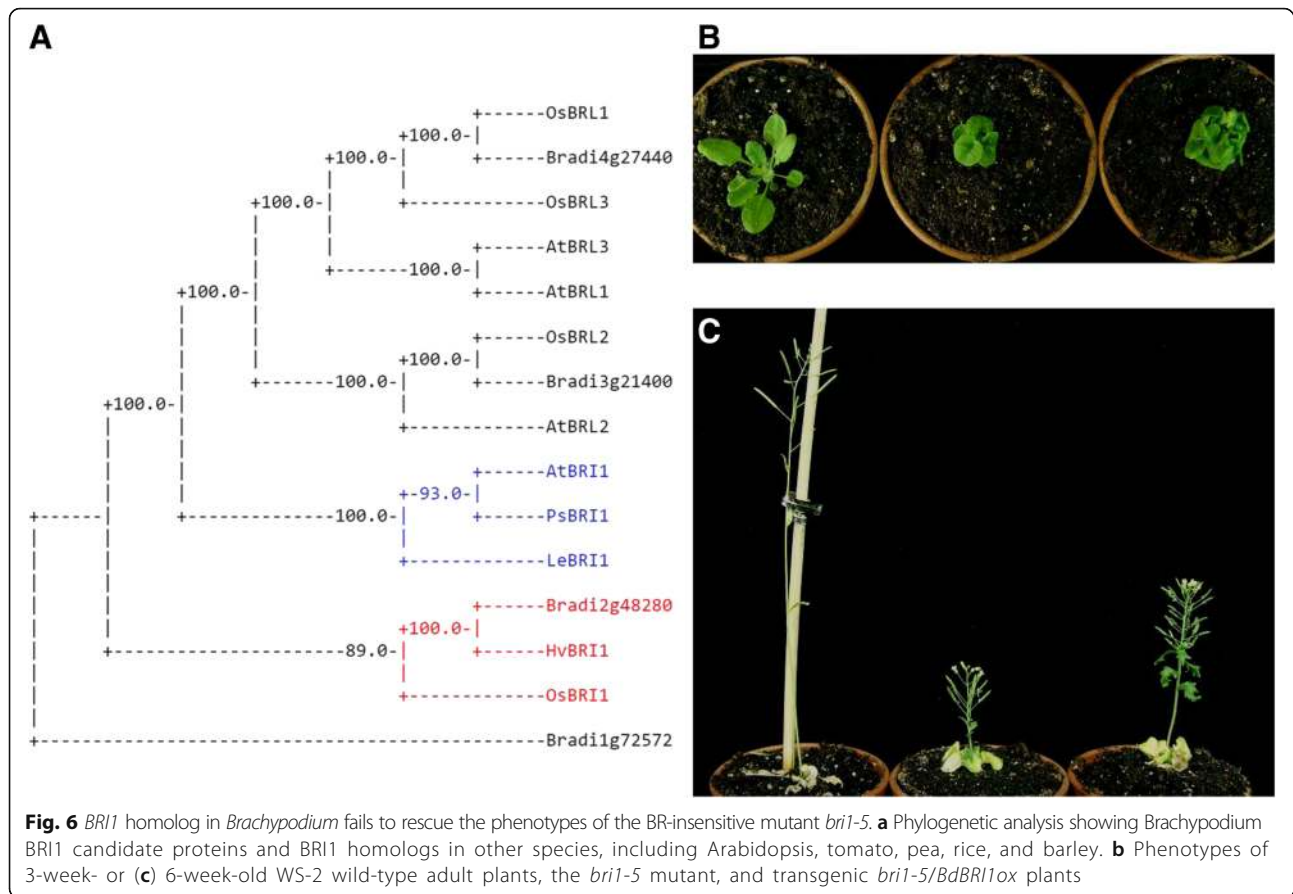 A
B
+------OsBRL1
+100.0-|
+100.0-| +------Bradi4g27440
+100.0-| +-------------OsBRL3
+------AtBRL3
+-------100.0-|
+100.0-| +------AtBRL1
+------OsBRL2
+100.0-|
+-------100.0-| +------Bradi3g21400
+100.0-| +-------------AtBRL2
+------AtBRI1
+-93.0-|
+------| +--------------100.0-| +------PsBRI1
+-------------LeBRI1
+------Bradi2g48280
+100.0-|
+---------------------89.0-| +------HvBRI1
+-------------OsBRI1
+----------------------------------------------Bradi1g72572
C
Fig. 6 BRI1 homolog in Brachypodium fails to rescue the phenotypes of the BR-insensitive mutant bri1-5. a Phylogenetic analysis showing Brachypodium
BRI1 candidate proteins and BRI1 homologs in other species, including Arabidopsis, tomato, pea, rice, and barley. b Phenotypes of
3-week- or (c) 6-week-old WS-2 wild-type adult plants, the bri1-5 mutant, and transgenic bri1-5/BdBRI1ox plants